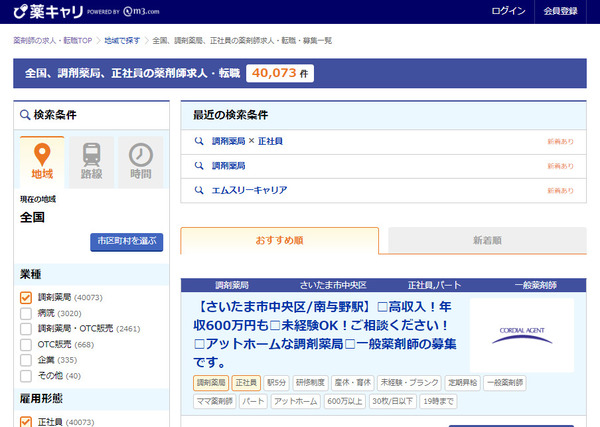 薬キャリ POWERED BY m3.com
ログイン 会員登録
薬剤師の求人・転職TOP > 地域で探す > 全国、調剤薬局、正社員の薬剤師求人・転職・募集一覧
全国、調剤薬局、正社員の薬剤師求人・転職 40,073 件
検索条件
地域 路線 時間
現在の地域
全国
市区町村を選ぶ
業種
調剤薬局 (40073)
病院 (3020)
調剤薬局・OTC販売 (2461)
OTC販売 (668)
企業 (335)
その他 (40)
雇用形態
正社員 (40073)
最近の検索条件
調剤薬局 × 正社員 新着あり
調剤薬局 新着あり
エムスリーキャリア 新着あり
おすすめ順 新着順
調剤薬局 さいたま市中央区 正社員,パート 一般薬剤師
【さいたま市中央区/南与野駅】□高収入！年
収600万円も□未経験OK！ご相談ください！
□アットホームな調剤薬局□一般薬剤師の募集
です。
CORDIAL AGENT
調剤薬局 正社員 駅5分 研修制度 産休・育休 未経験・ブランク 定期昇給 一般薬剤師
ママ薬剤師 パート アットホーム 600万以上 30枚/日以下 19時まで